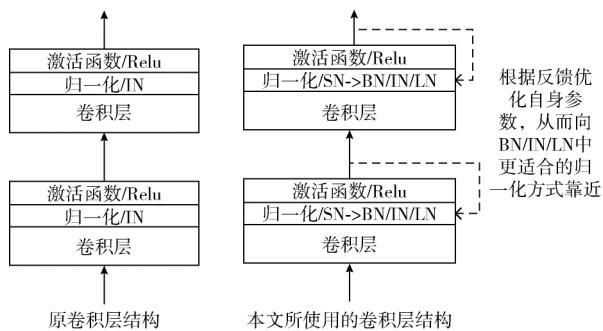 激活函数/Relu
归一化/IN
卷积层
激活函数/Relu
归一化/IN
卷积层
原卷积层结构
激活函数/Relu
归一化/SN->BN/IN/LN
卷积层
激活函数/Relu
归一化/SN->BN/IN/LN
卷积层
本文所使用的卷积层结构
根据反馈优
化自身参
数，从而向
BN/IN/LN中
更适合的归
一化方式靠近